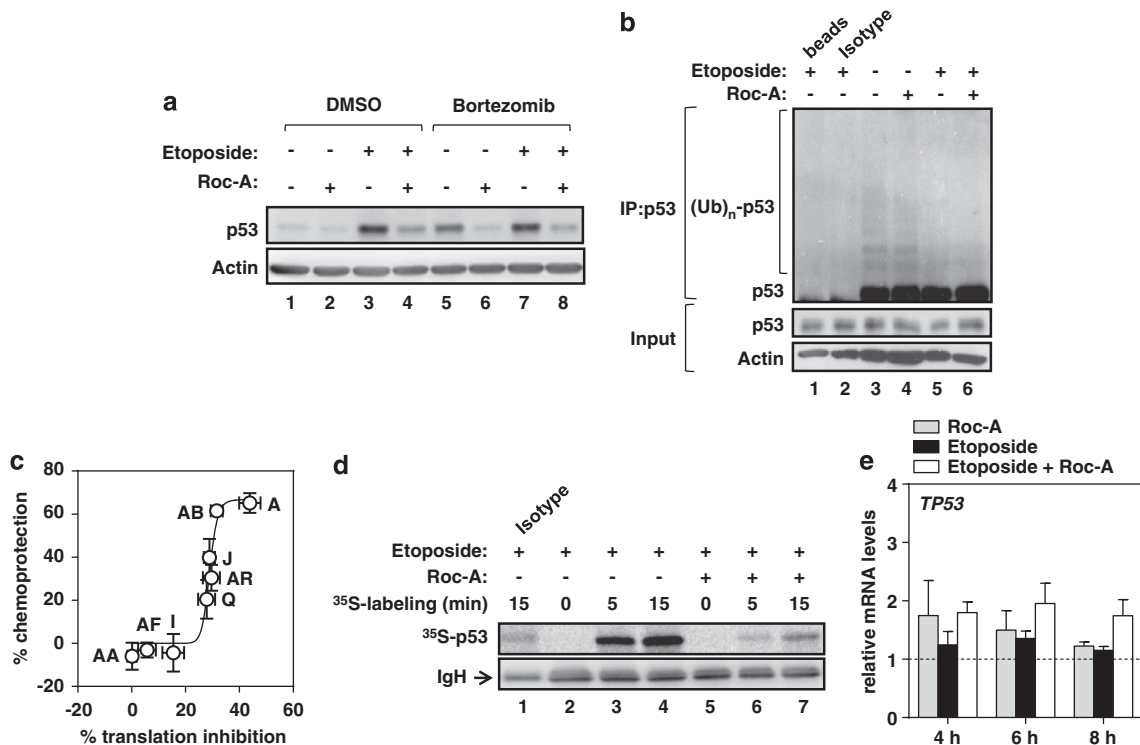 a
DMSO Bortezomib
Etoposide: - - + + - - + +
Roc-A: - + - + - + - +
p53
Actin
1 2 3 4 5 6 7 8
b
beads Isotype
Etoposide: + + - - + +
Roc-A: - - - + - +
IP:p53 (Ub)n-p53
p53
Input p53
Actin
1 2 3 4 5 6
c
% chemoprotection
80
60
40
20
0
-20
AB A
J
AR
Q
AF I
AA
-20 0 20 40 60
% translation inhibition
d
Isotype
Etoposide: + + + + + + +
Roc-A: - - - - + + +
35S-labeling (min) 15 0 5 15 0 5 15
35S-p53
IgH
1 2 3 4 5 6 7
Roc-A
Etoposide
Etoposide + Roc-A
e
TP53
relative mRNA levels
4
3
2
1
0
4 h 6 h 8 h